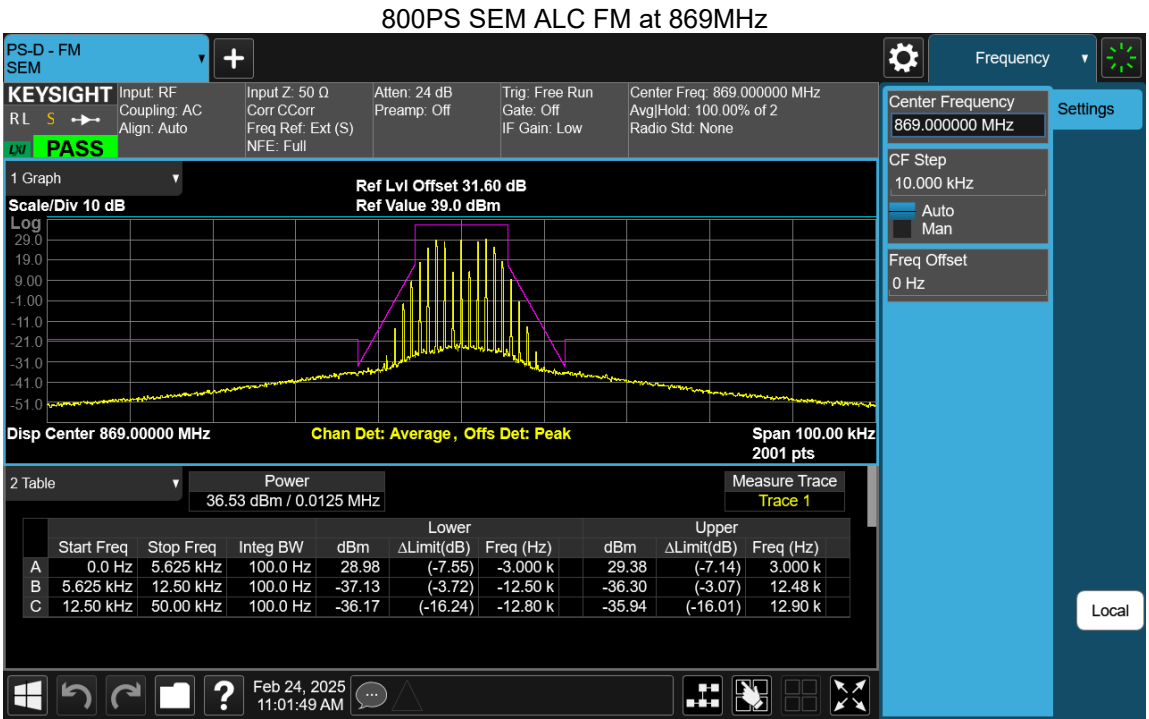 800PS SEM ALC FM at 869MHz
PS-D - FM
SEM
▼
+
Frequency ▼
KEYSIGHT
RL S
LXI PASS
Input: RF
Coupling: AC
Align: Auto
Input Z: 50 Ω
Corr CCorr
Freq Ref: Ext (S)
NFE: Full
Atten: 24 dB
Preamp: Off
Trig: Free Run
Gate: Off
IF Gain: Low
Center Freq: 869.000000 MHz
Avg|Hold: 100.00% of 2
Radio Std: None
Center Frequency
869.000000 MHz
Settings
CF Step
10.000 kHz
Auto
Man
Freq Offset
0 Hz
1 Graph ▼
Scale/Div 10 dB
Ref Lvl Offset 31.60 dB
Ref Value 39.0 dBm
Log
29.0
19.0
9.00
-1.00
-11.0
-21.0
-31.0
-41.0
-51.0
Disp Center 869.00000 MHz Chan Det: Average , Offs Det: Peak Span 100.00 kHz
2001 pts
2 Table ▼
Power
36.53 dBm / 0.0125 MHz
Measure Trace
Trace 1
Lower Upper
Start Freq Stop Freq Integ BW dBm ΔLimit(dB) Freq (Hz) dBm ΔLimit(dB) Freq (Hz)
A 0.0 Hz 5.625 kHz 100.0 Hz 28.98 (-7.55) -3.000 k 29.38 (-7.14) 3.000 k
B 5.625 kHz 12.50 kHz 100.0 Hz -37.13 (-3.72) -12.50 k -36.30 (-3.07) 12.48 k
C 12.50 kHz 50.00 kHz 100.0 Hz -36.17 (-16.24) -12.80 k -35.94 (-16.01) 12.90 k
Local
?
Feb 24, 2025
11:01:49 AM